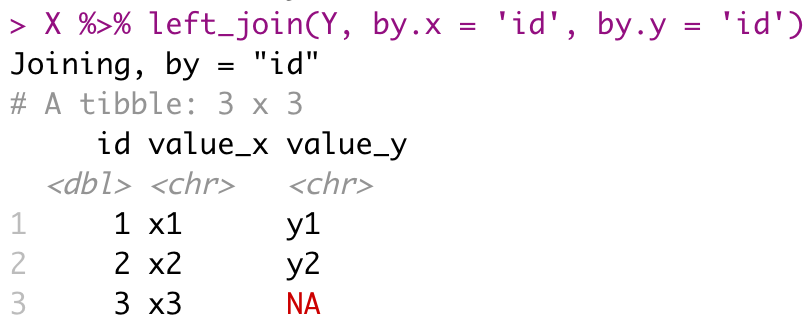 > X %>% left_join(Y, by.x = 'id', by.y = 'id')
Joining, by = "id"
# A tibble: 3 x 3
     id value_x value_y
  <dbl> <chr>   <chr>
1     1 x1      y1
2     2 x2      y2
3     3 x3      NA